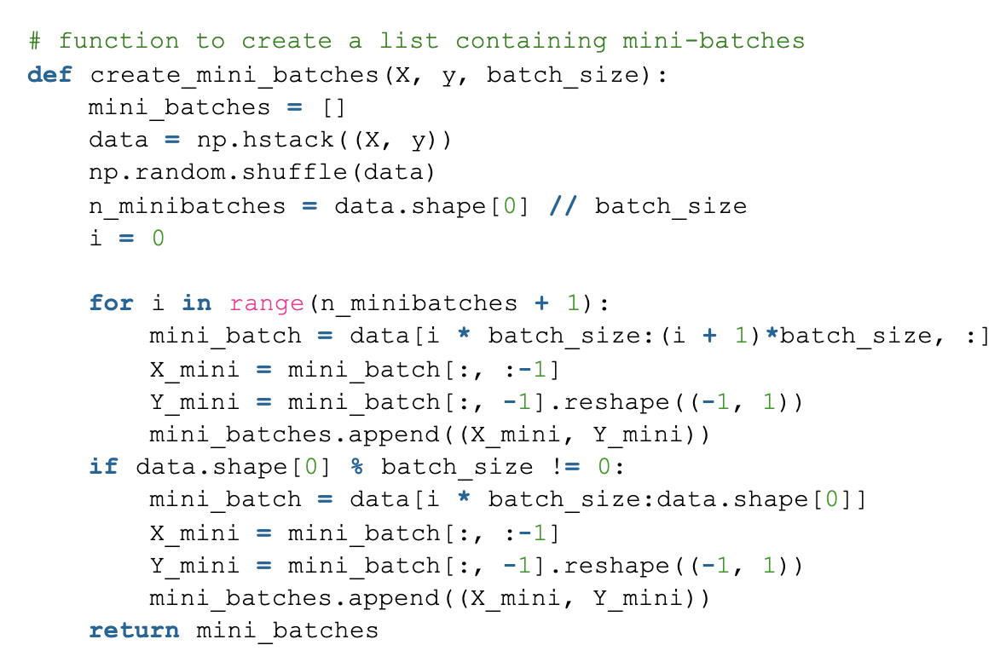 # function to create a list containing mini-batches
def create_mini_batches(X, y, batch_size):
    mini_batches = []
    data = np.hstack((X, y))
    np.random.shuffle(data)
    n_minibatches = data.shape[0] // batch_size
    i = 0

    for i in range(n_minibatches + 1):
        mini_batch = data[i * batch_size:(i + 1)*batch_size, :]
        X_mini = mini_batch[:, :-1]
        Y_mini = mini_batch[:, -1].reshape((-1, 1))
        mini_batches.append((X_mini, Y_mini))
    if data.shape[0] % batch_size != 0:
        mini_batch = data[i * batch_size:data.shape[0]]
        X_mini = mini_batch[:, :-1]
        Y_mini = mini_batch[:, -1].reshape((-1, 1))
        mini_batches.append((X_mini, Y_mini))
    return mini_batches